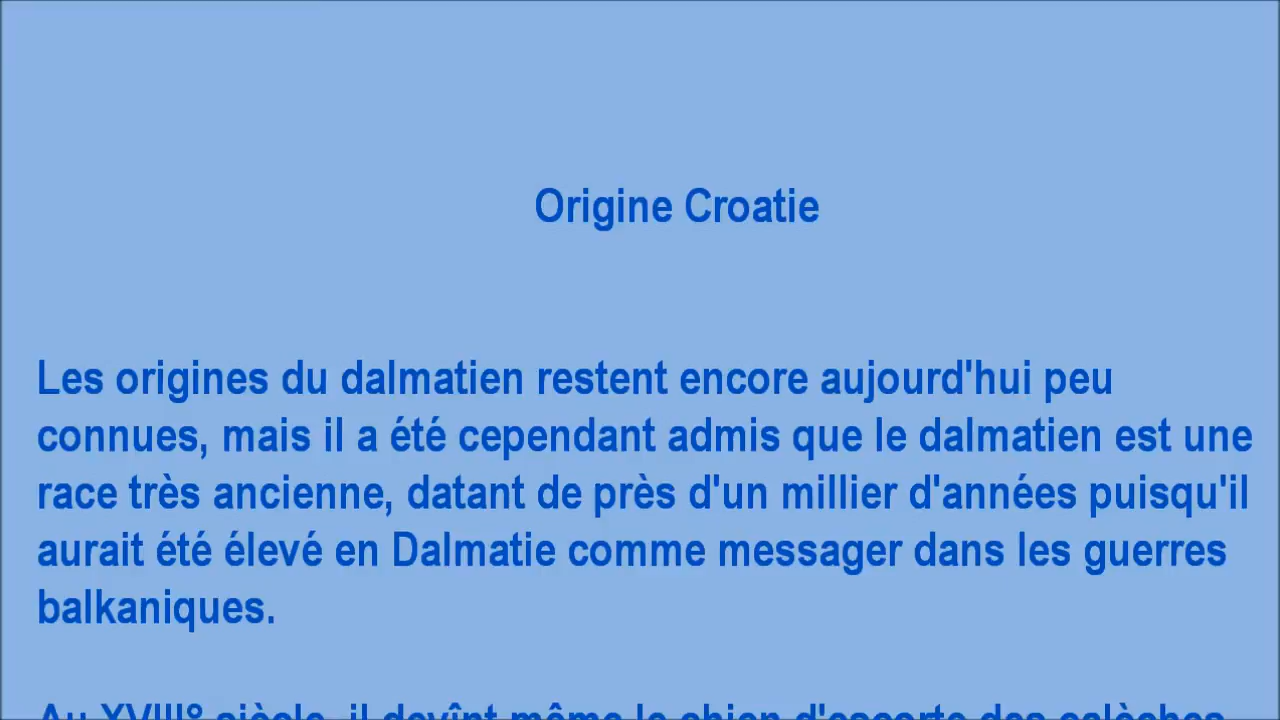 Origine Croatie
Les origines du dalmatien restent encore aujourd'hui peu
connues, mais il a été cependant admis que le dalmatien est une
race très ancienne, datant de près d'un millier d'années puisqu'il
aurait été élevé en Dalmatie comme messager dans les guerres
balkaniques.
Au XVIII° siècle, il devînt même le chien d'escorte des calèches